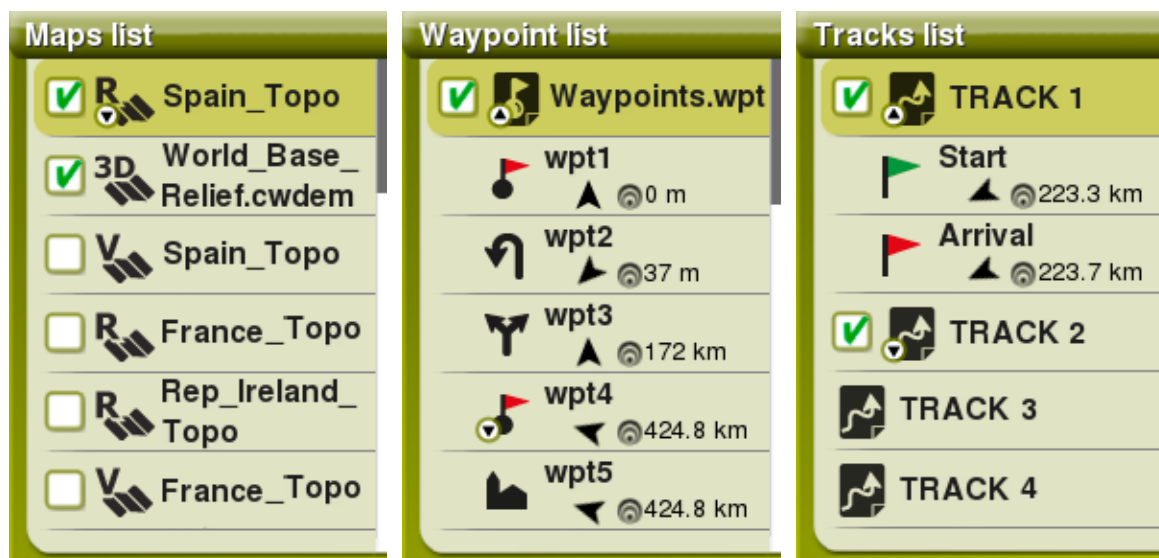 Maps list
R Spain_Topo
3D World_Base_
Relief.cwdem
V Spain_Topo
R France_Topo
R Rep_Ireland_
Topo
V France_Topo
Waypoint list
Waypoints.wpt
wpt1
0 m
wpt2
37 m
wpt3
172 km
wpt4
424.8 km
wpt5
424.8 km
Tracks list
TRACK 1
Start
223.3 km
Arrival
223.7 km
TRACK 2
TRACK 3
TRACK 4